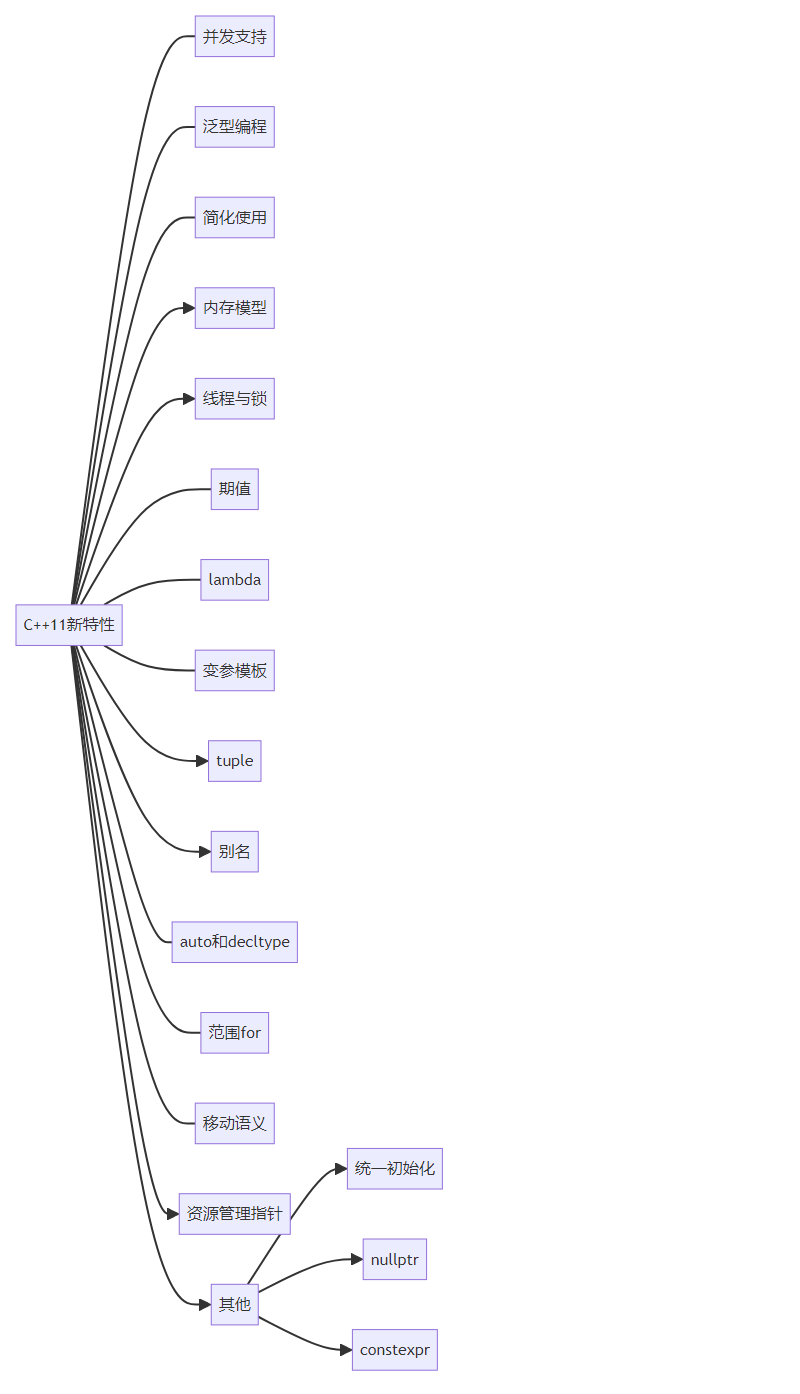 并发支持
泛型编程
简化使用
内存模型
线程与锁
期值
lambda
C++11新特性
变参模板
tuple
别名
auto和decltype
范围for
移动语义
统一初始化
资源管理指针
nullptr
其他
constexpr